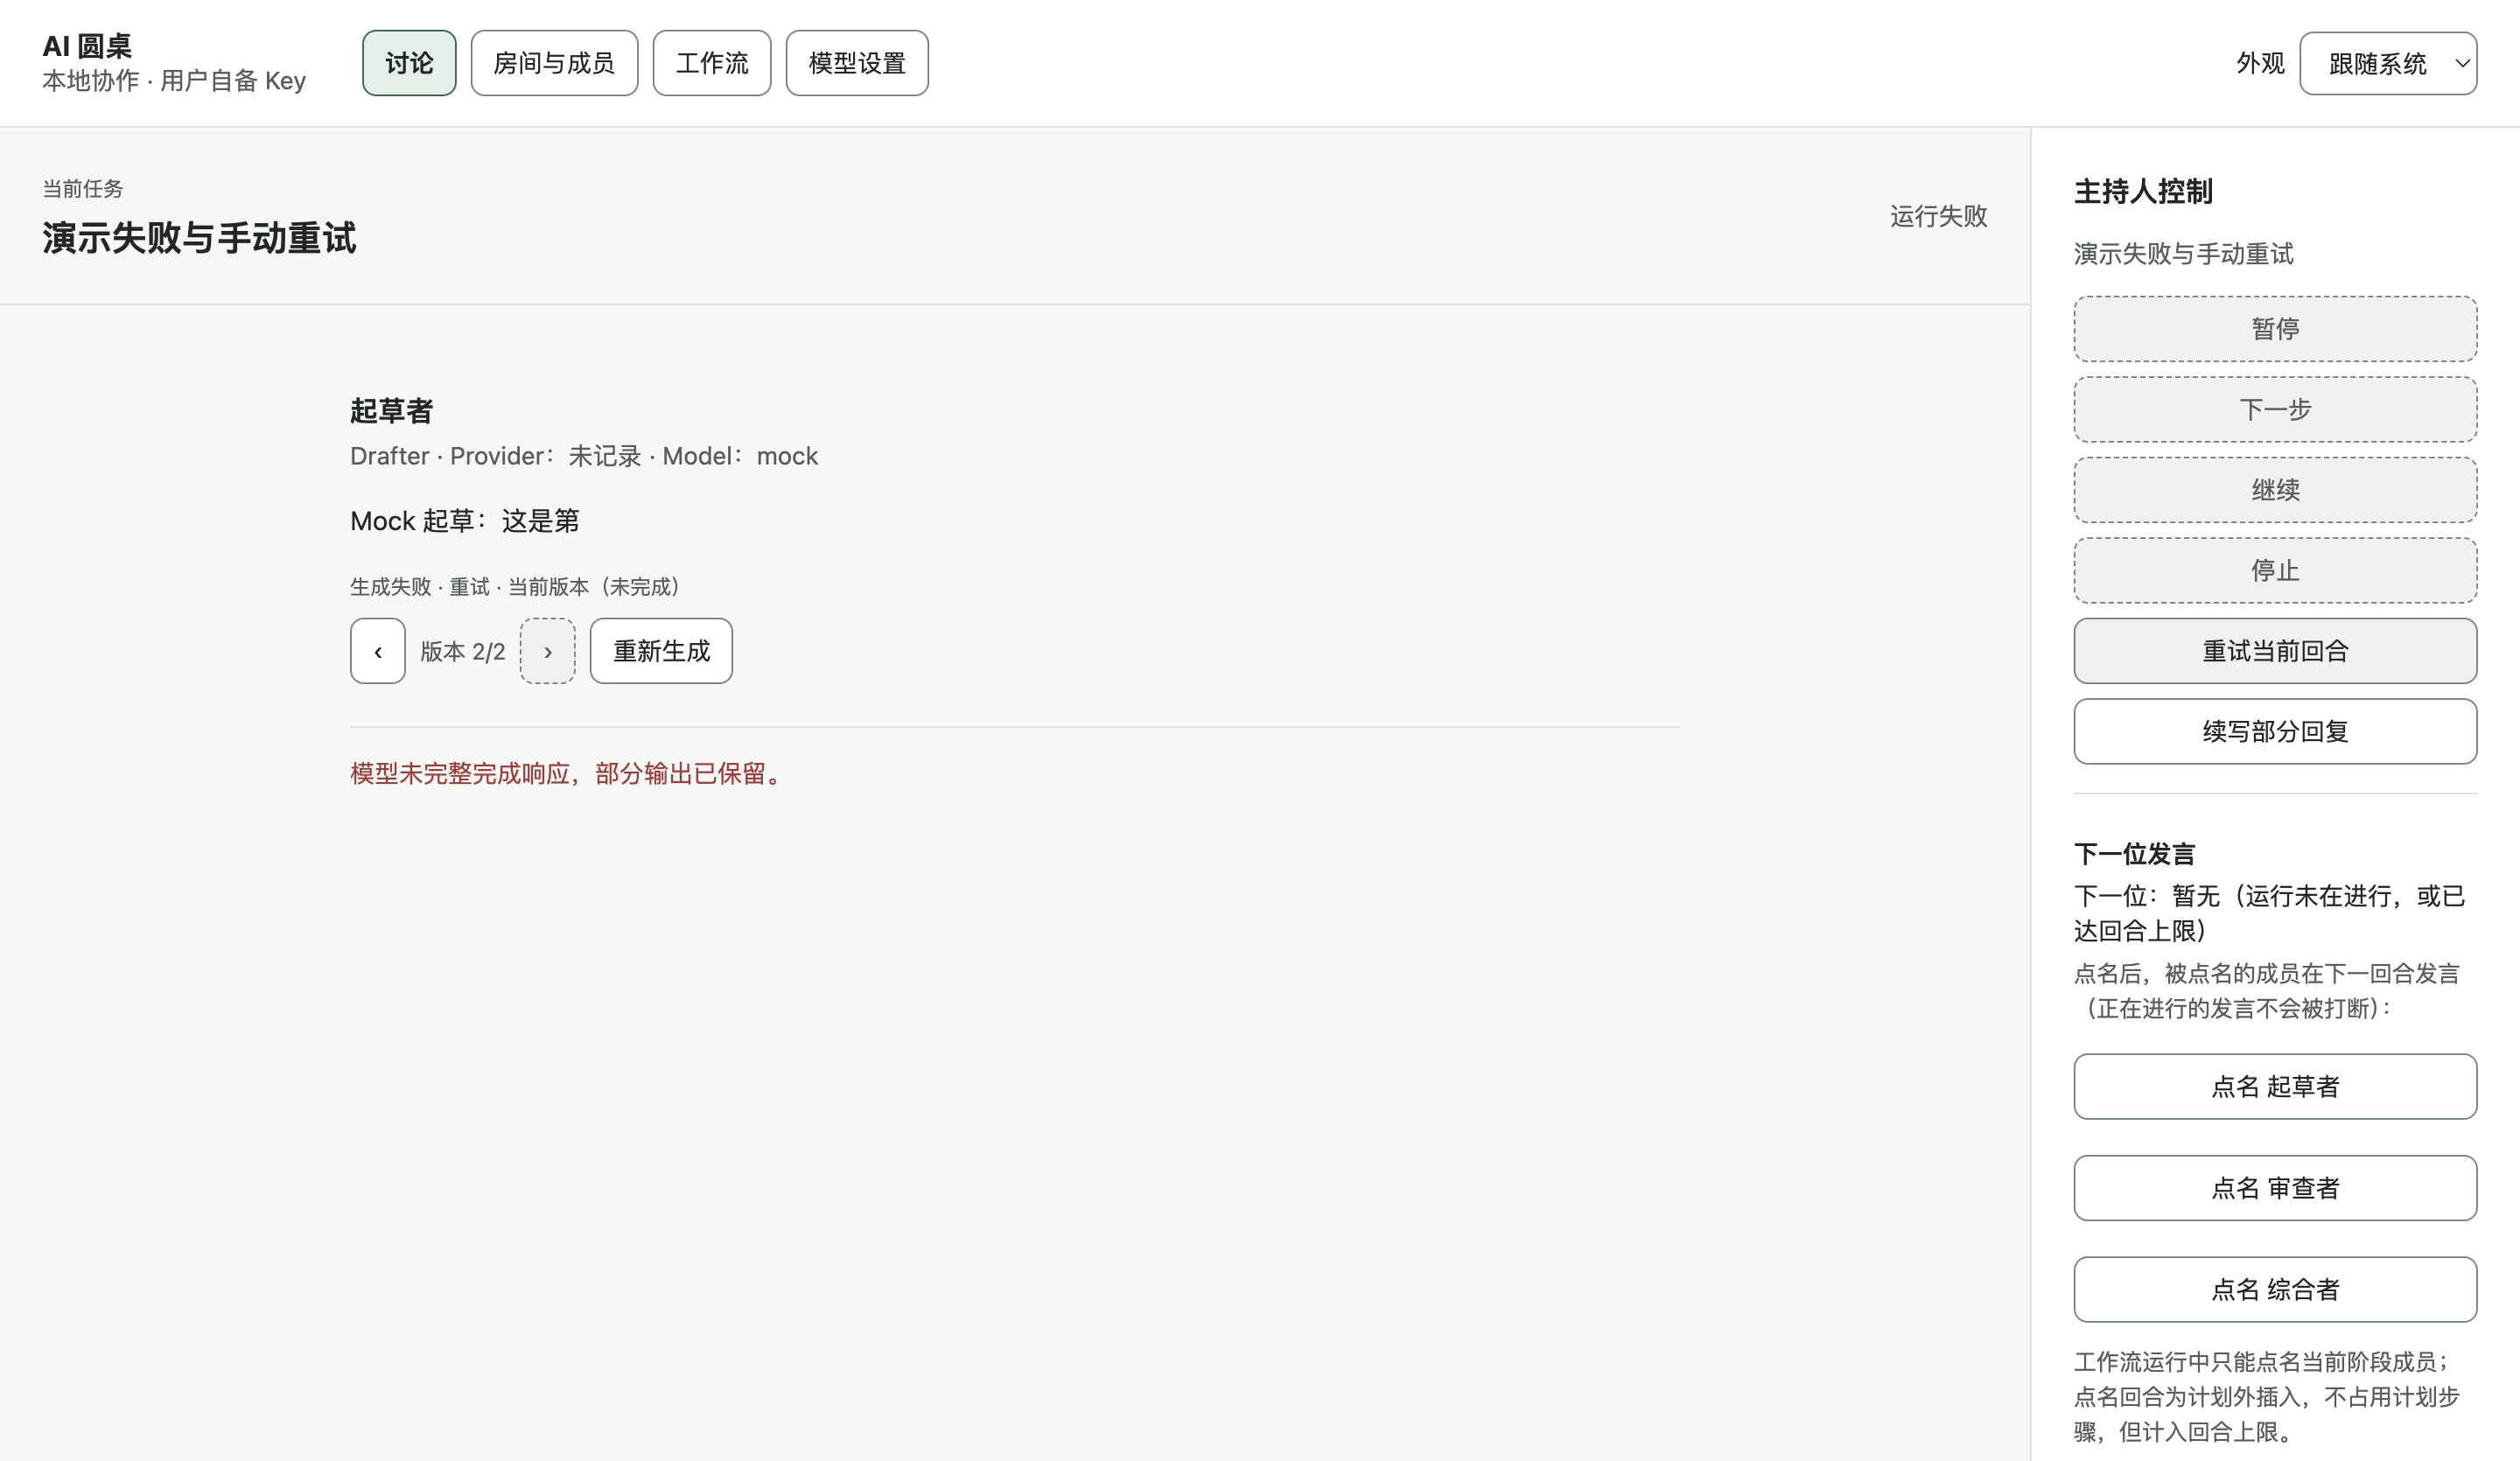 AI 圆桌
本地协作 · 用户自备 Key
讨论
房间与成员
工作流
模型设置
外观
跟随系统
当前任务
演示失败与手动重试
运行失败
起草者
Drafter · Provider：未记录 · Model：mock
Mock 起草：这是第
生成失败 · 重试 · 当前版本（未完成）
‹
版本 2/2
›
重新生成
模型未完整完成响应，部分输出已保留。
主持人控制
演示失败与手动重试
暂停
下一步
继续
停止
重试当前回合
续写部分回复
下一位发言
下一位：暂无（运行未在进行，或已
达回合上限）
点名后，被点名的成员在下一回合发言
（正在进行的发言不会被打断）：
点名 起草者
点名 审查者
点名 综合者
工作流运行中只能点名当前阶段成员；
点名回合为计划外插入，不占用计划步
骤，但计入回合上限。